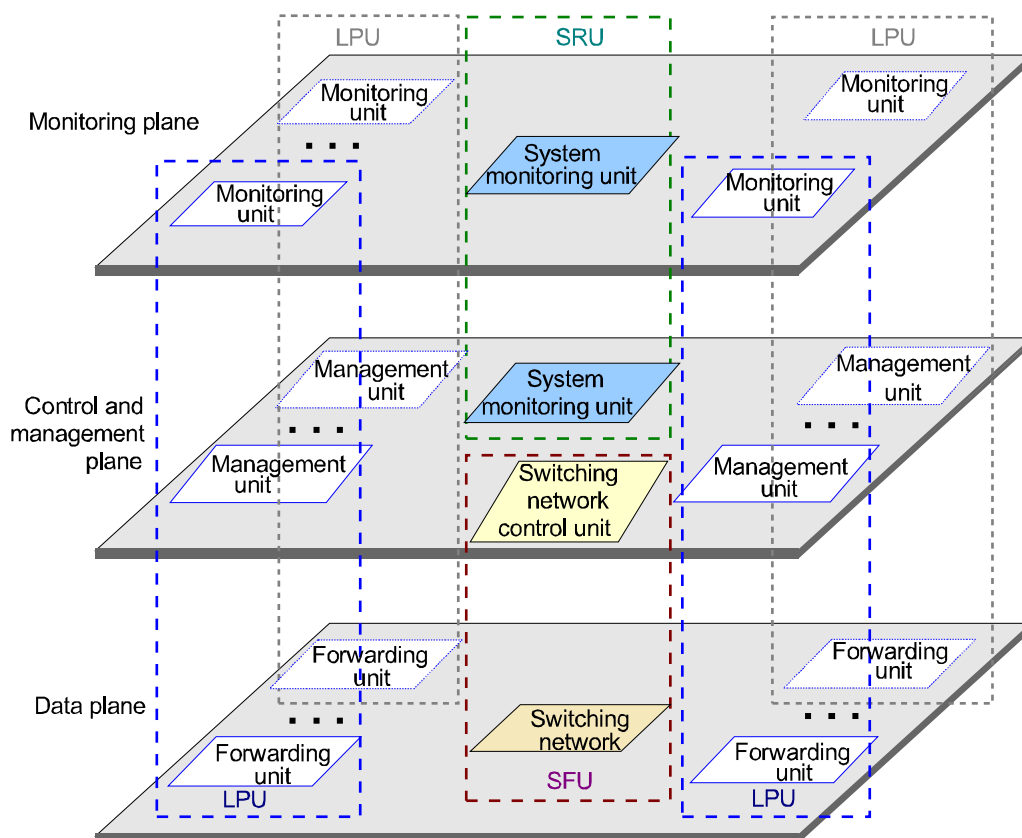 LPU
SRU
LPU
Monitoring plane
Monitoring
unit
Monitoring
unit
System
monitoring unit
Monitoring
unit
Monitoring
unit
Control and
management
plane
Management
unit
System
monitoring unit
Management
unit
Management
unit
Switching
network
control unit
Management
unit
Data plane
Forwarding
unit
Forwarding
unit
Forwarding
unit
Switching
network
Forwarding
unit
LPU
SFU
LPU